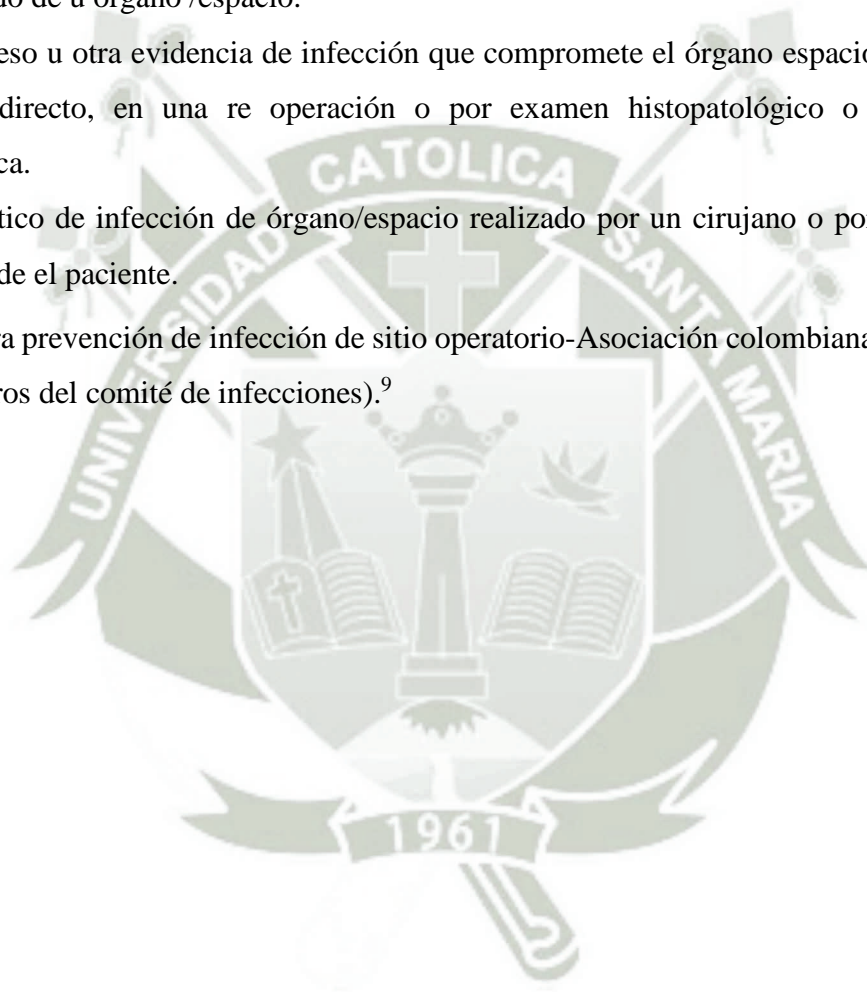 do de u órgano /espacio.
eso u otra evidencia de infección que compromete el órgano espacio
directo, en una re operación o por examen histopatológico o
ca.
tico de infección de órgano/espacio realizado por un cirujano o por
de el paciente.
ra prevención de infección de sitio operatorio-Asociación colombiana
ros del comité de infecciones).9
UNIVERSIDAD CATOLICA SANTA MARIA
1961